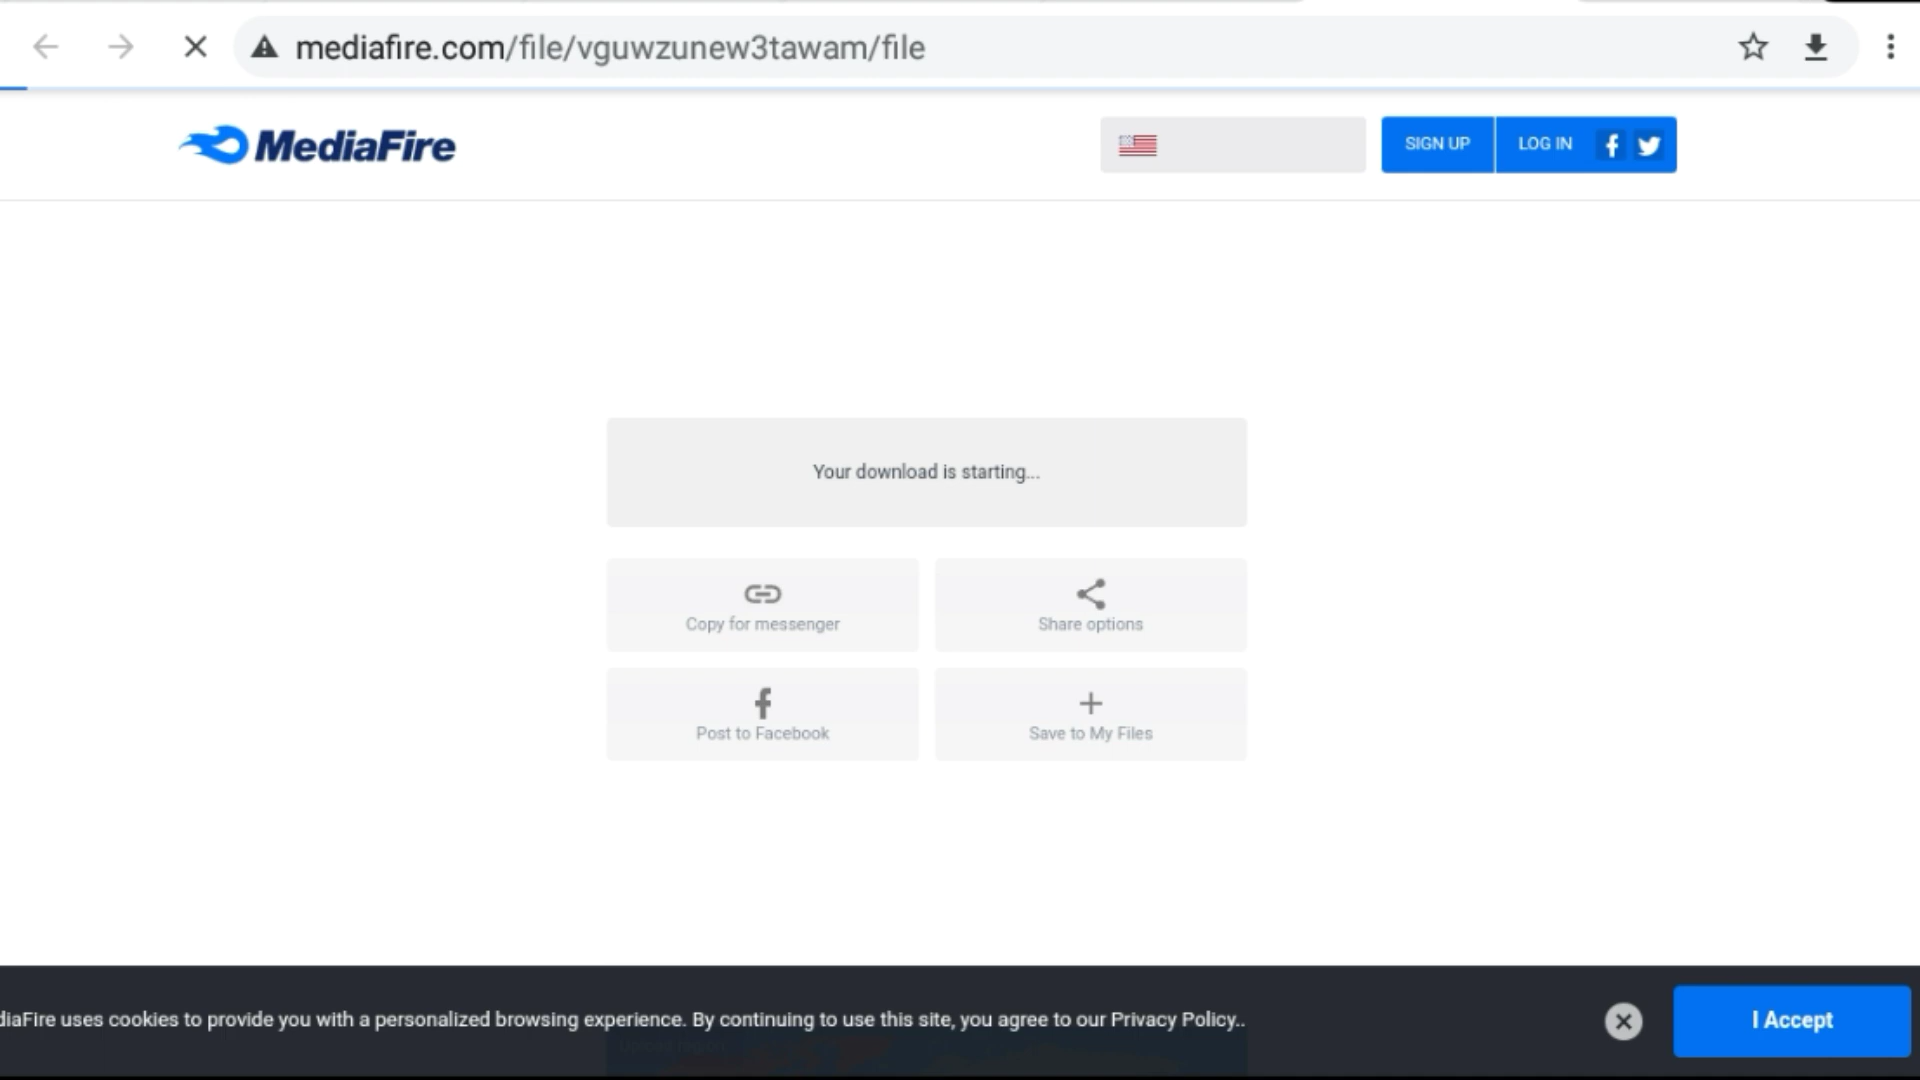 mediafire.com/file/vguwzunew3tawam/file
MediaFire
SIGN UP
LOG IN
Your download is starting...
Copy for messenger
Share options
Post to Facebook
Save to My Files
diaFire uses cookies to provide you with a personalized browsing experience. By continuing to use this site, you agree to our Privacy Policy..
I Accept